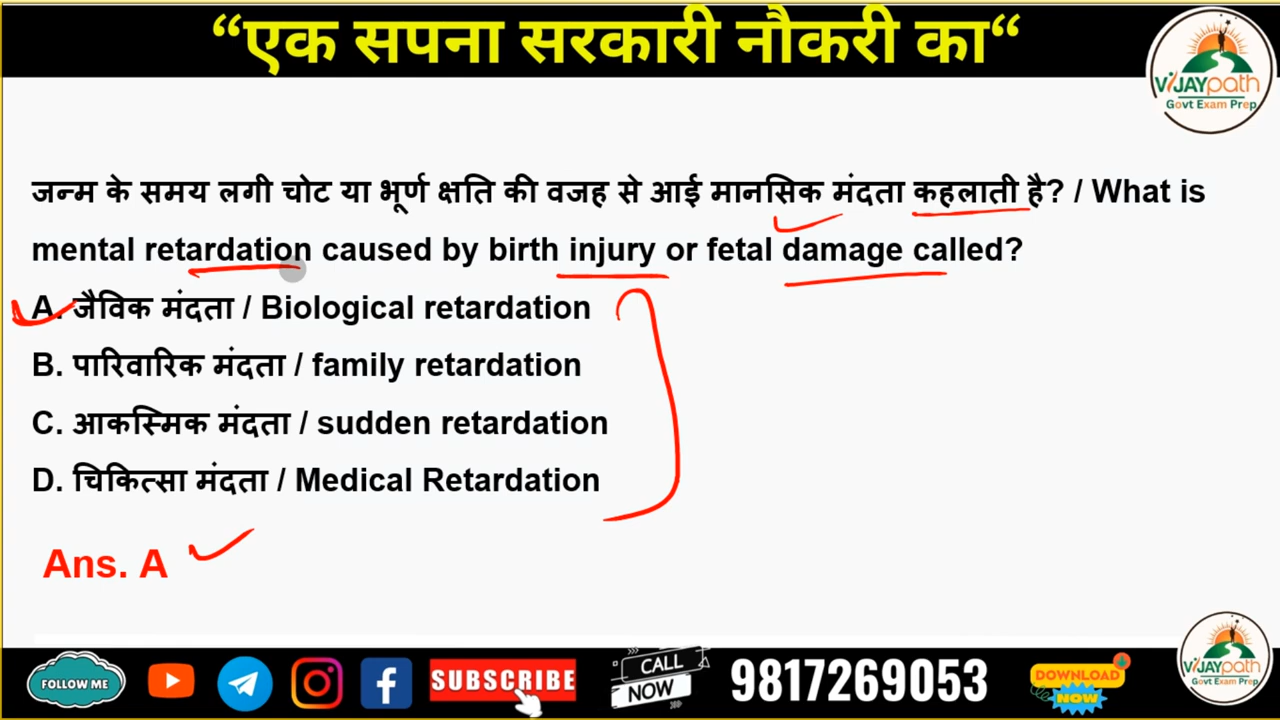 “एक सपना सरकारी नौकरी का“
VIJAYpath
Govt Exam Prep
जन्म के समय लगी चोट या भूर्ण क्षति की वजह से आई मानसिक मंदता कहलाती है? / What is
mental retardation caused by birth injury or fetal damage called?
A. जैविक मंदता / Biological retardation
B. पारिवारिक मंदता / family retardation
C. आकस्मिक मंदता / sudden retardation
D. चिकित्सा मंदता / Medical Retardation
Ans. A
FOLLOW ME
SUBSCRIBE
CALL
NOW
9817269053
DOWNLOAD
NOW
VIJAYpath
Govt Exam Prep